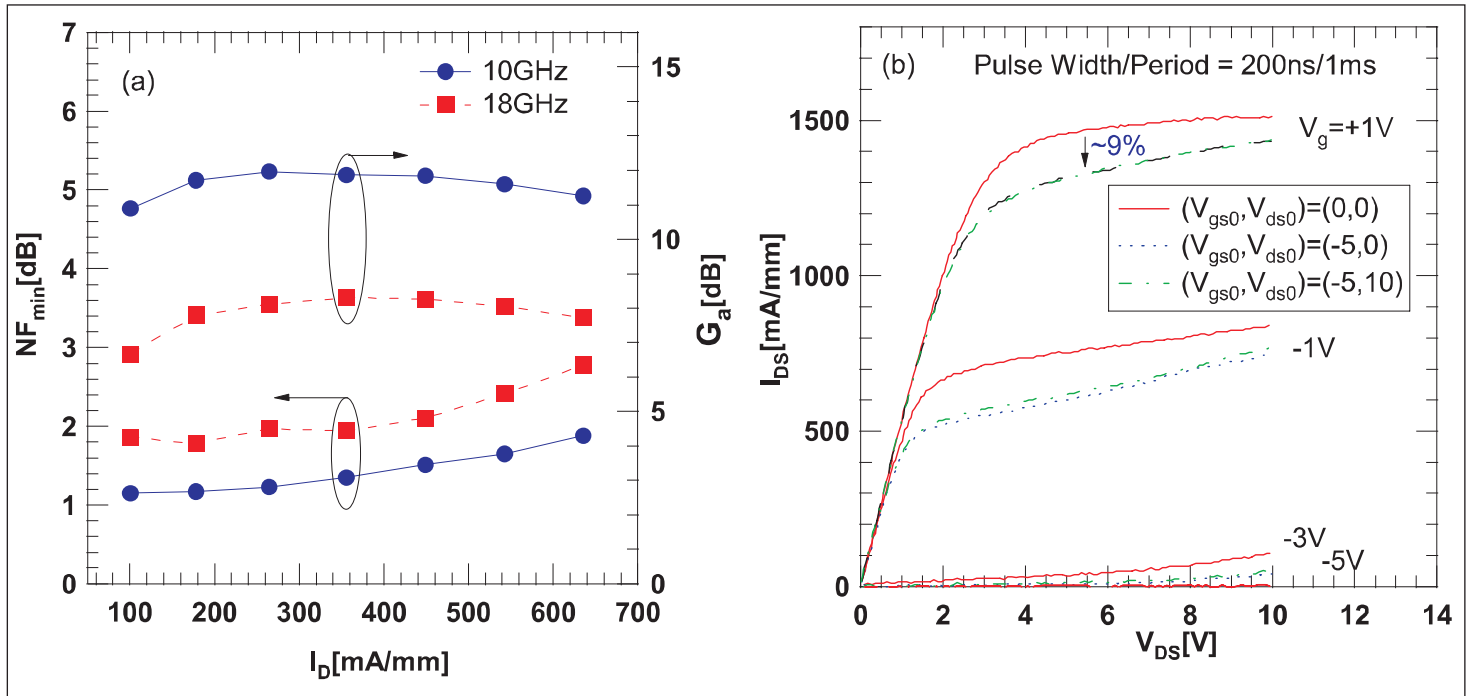 (a)
10GHz
18GHz
NFmin[dB]
7
6
5
4
3
2
1
0
100 200 300 400 500 600 700
ID[mA/mm]
15
10
5
0
Ga[dB]
(b) Pulse Width/Period = 200ns/1ms
Vg=+1V
~9%
(Vgs0,Vds0)=(0,0)
(Vgs0,Vds0)=(-5,0)
(Vgs0,Vds0)=(-5,10)
-1V
-3V
-5V
IDS[mA/mm]
1500
1000
500
0
0 2 4 6 8 10 12 14
VDS[V]